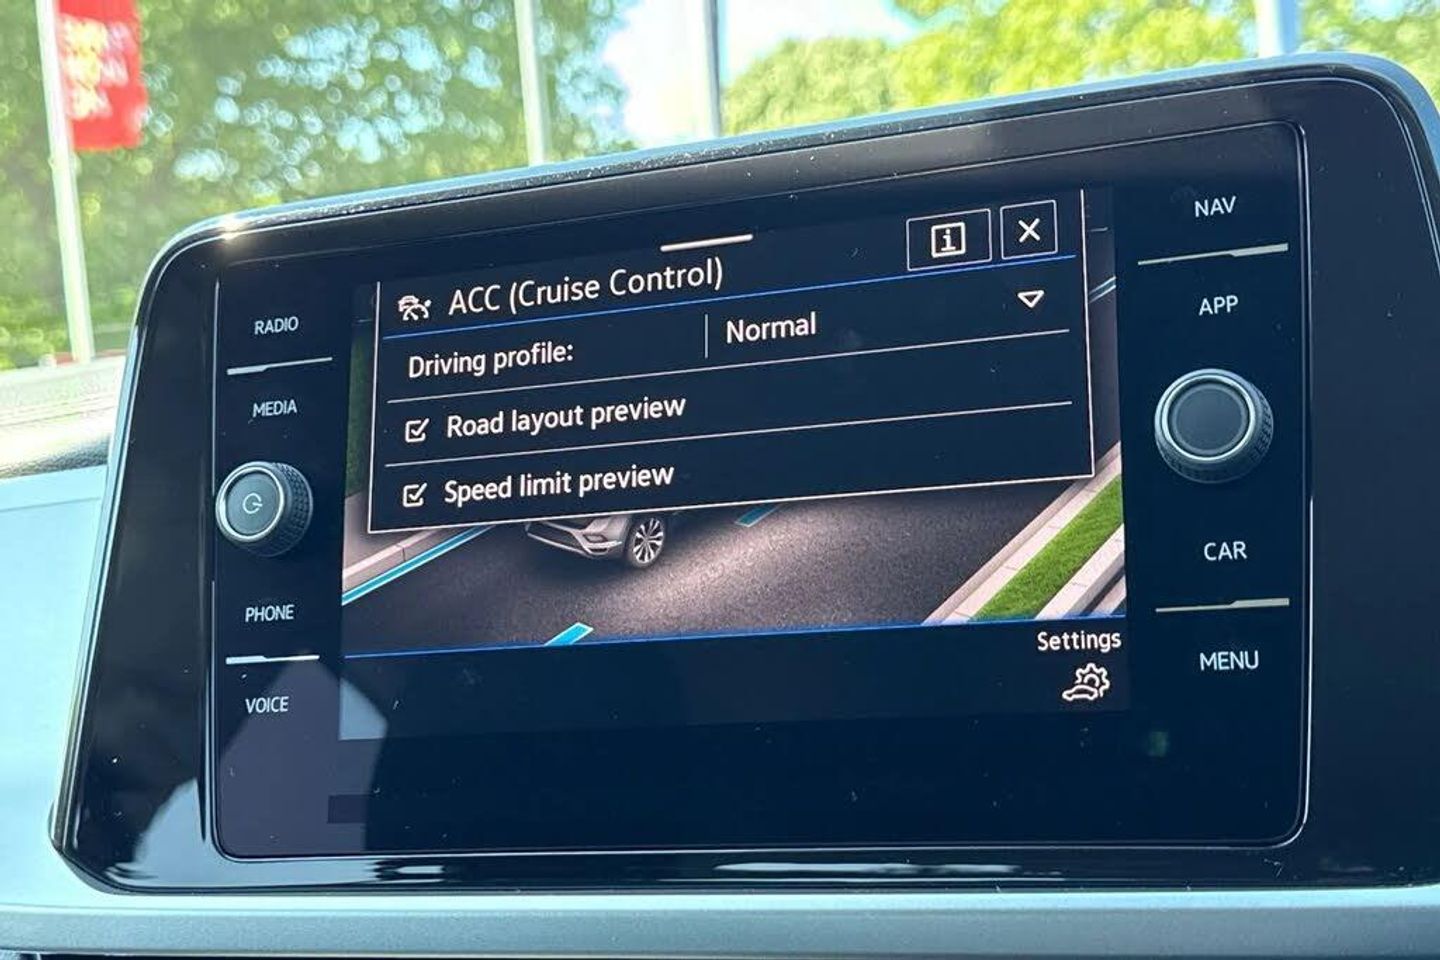 RADIO
MEDIA
PHONE
VOICE
ACC (Cruise Control)
Driving profile: Normal
Road layout preview
Speed limit preview
Settings
NAV
APP
CAR
MENU